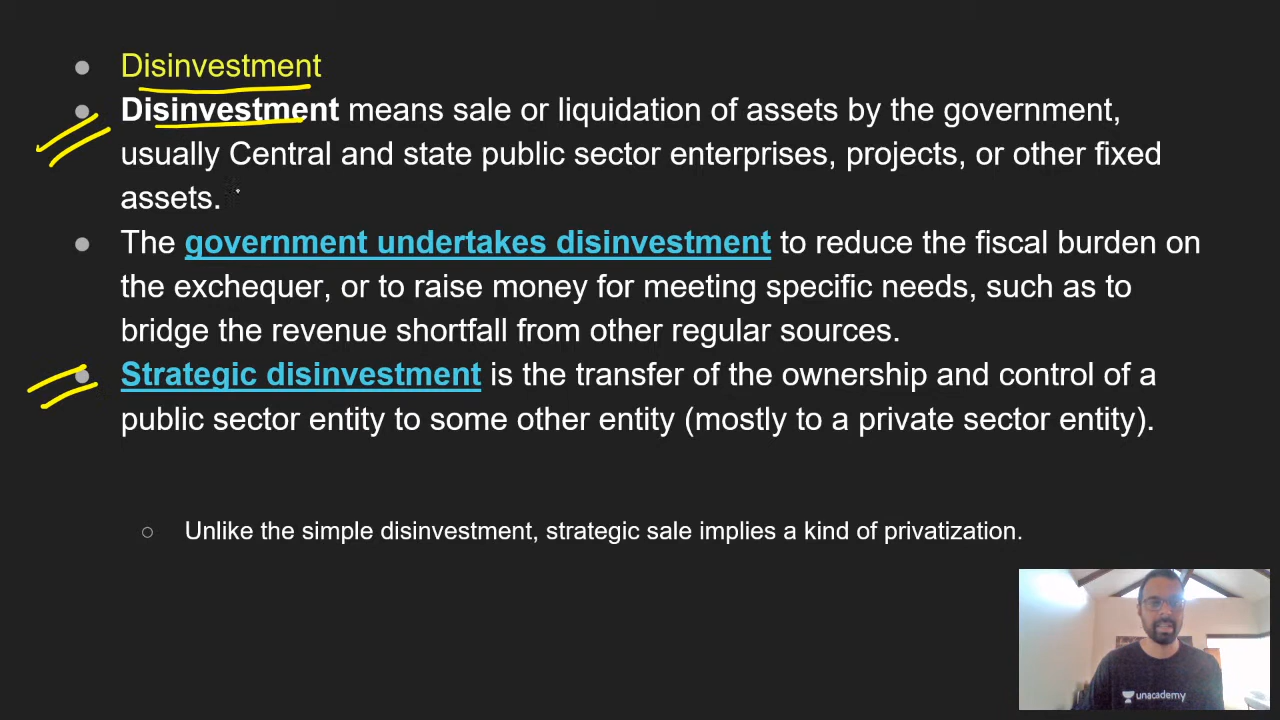 Disinvestment
Disinvestment means sale or liquidation of assets by the government,
usually Central and state public sector enterprises, projects, or other fixed
assets.
The government undertakes disinvestment to reduce the fiscal burden on
the exchequer, or to raise money for meeting specific needs, such as to
bridge the revenue shortfall from other regular sources.
Strategic disinvestment is the transfer of the ownership and control of a
public sector entity to some other entity (mostly to a private sector entity).
Unlike the simple disinvestment, strategic sale implies a kind of privatization.
unacademy